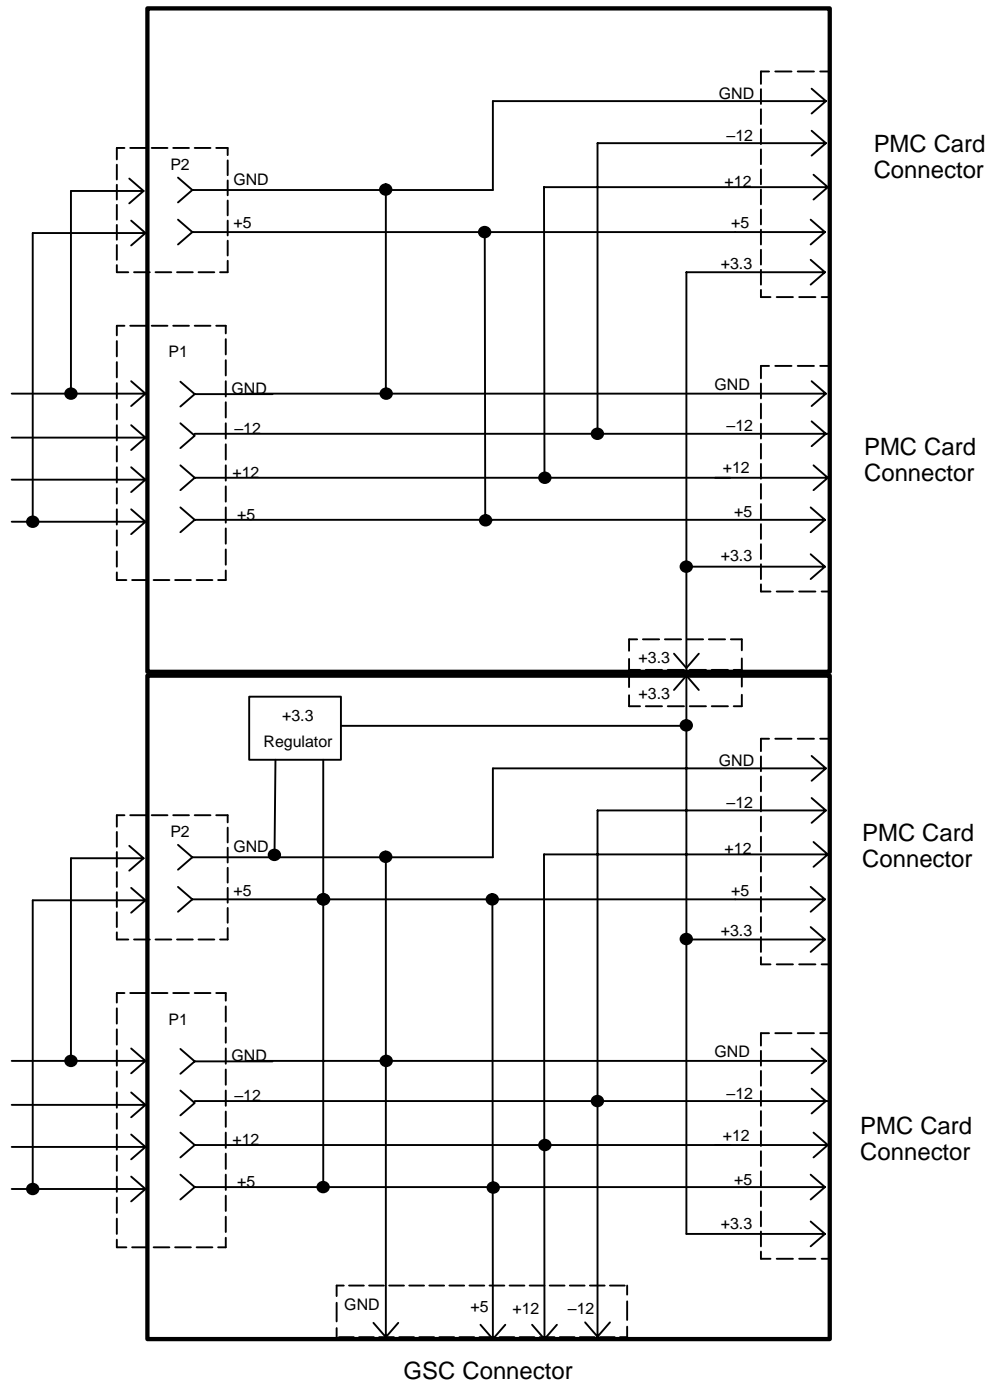 GND
–12
+12
+5
+3.3
PMC Card
Connector
P2
GND
+5
P1
GND
–12
+12
+5
GND
–12
+12
+5
+3.3
PMC Card
Connector
+3.3
+3.3
+3.3
Regulator
GND
–12
+12
+5
+3.3
PMC Card
Connector
P2
GND
+5
P1
GND
–12
+12
+5
GND
–12
+12
+5
+3.3
PMC Card
Connector
GND
+5
+12
–12
GSC Connector